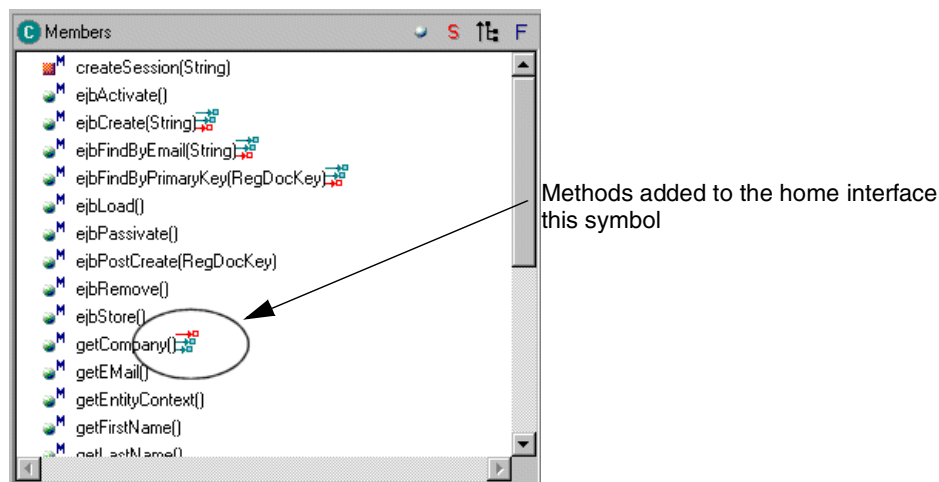 C Members S F
M createSession(String)
M ejbActivate()
M ejbCreate(String)
M ejbFindByEmail(String)
M ejbFindByPrimaryKey(RegDocKey)
M ejbLoad()
M ejbPassivate()
M ejbPostCreate(RegDocKey)
M ejbRemove()
M ejbStore()
M getCompany()
M getEMail()
M getEntityContext()
M getFirstName()
M getLastName()
Methods added to the home interface
this symbol